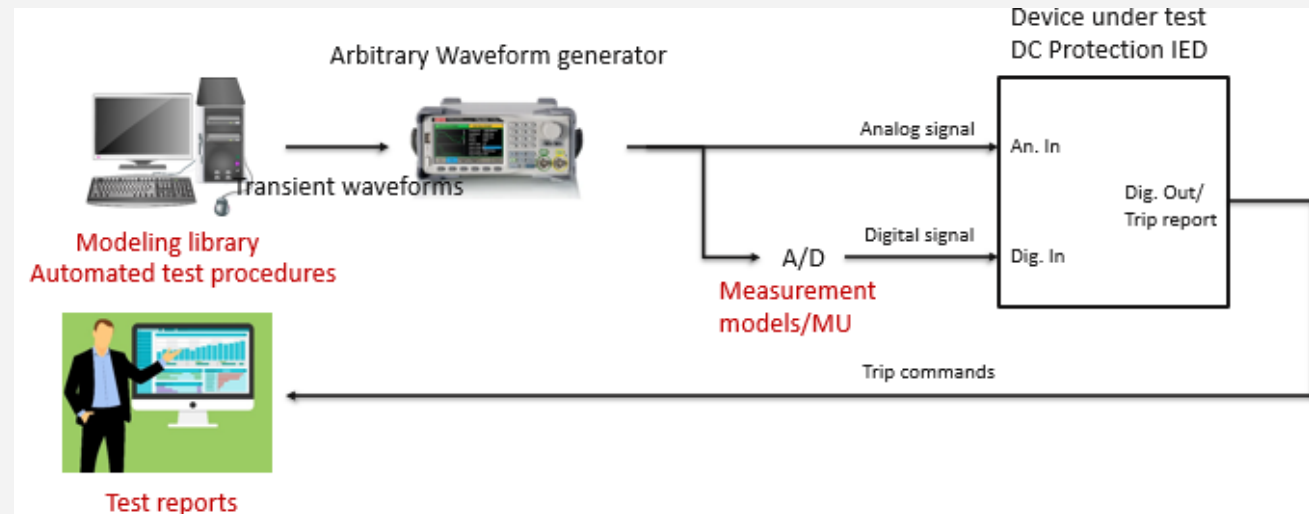 Device under test
DC Protection IED
Arbitrary Waveform generator
Analog signal
An. In
Transient waveforms
Dig. Out/
Trip report
Modeling library
Automated test procedures
Digital signal
A/D
Dig. In
Measurement
models/MU
Trip commands
Test reports